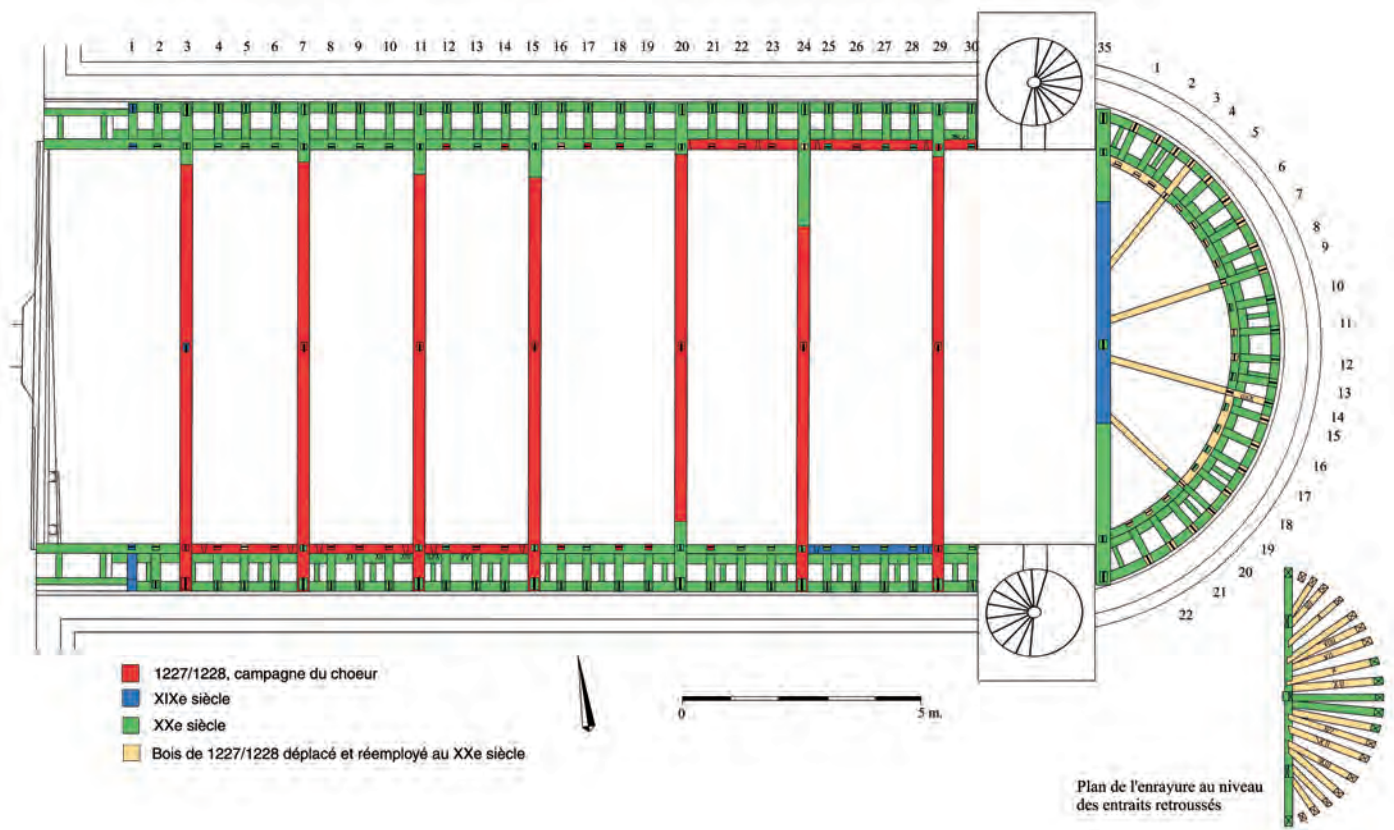 1 2 3 4 5 6 7 8 9 10 11 12 13 14 15 16 17 18 19 20 21 22 23 24 25 26 27 28 29 30 35
1
2
3
4
5
6
7
8
9
10
11
12
13
14
15
16
17
18
19
20
21
22
1227/1228, campagne du choeur
XIXe siècle
XXe siècle
Bois de 1227/1228 déplacé et réemployé au XXe siècle
0 5 m.
Plan de l'enrayure au niveau
des entraits retroussés